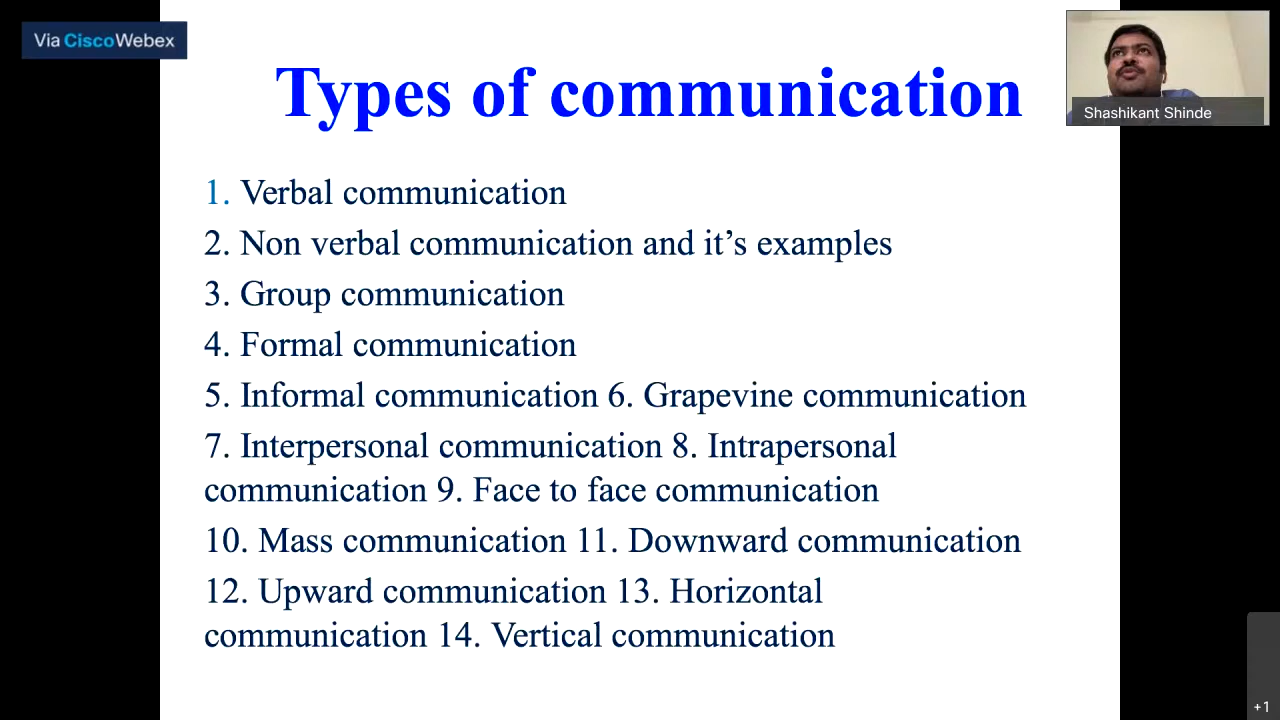 Via Cisco Webex
Types of communication
Shashikant Shinde
1. Verbal communication
2. Non verbal communication and it’s examples
3. Group communication
4. Formal communication
5. Informal communication 6. Grapevine communication
7. Interpersonal communication 8. Intrapersonal
communication 9. Face to face communication
10. Mass communication 11. Downward communication
12. Upward communication 13. Horizontal
communication 14. Vertical communication
+1